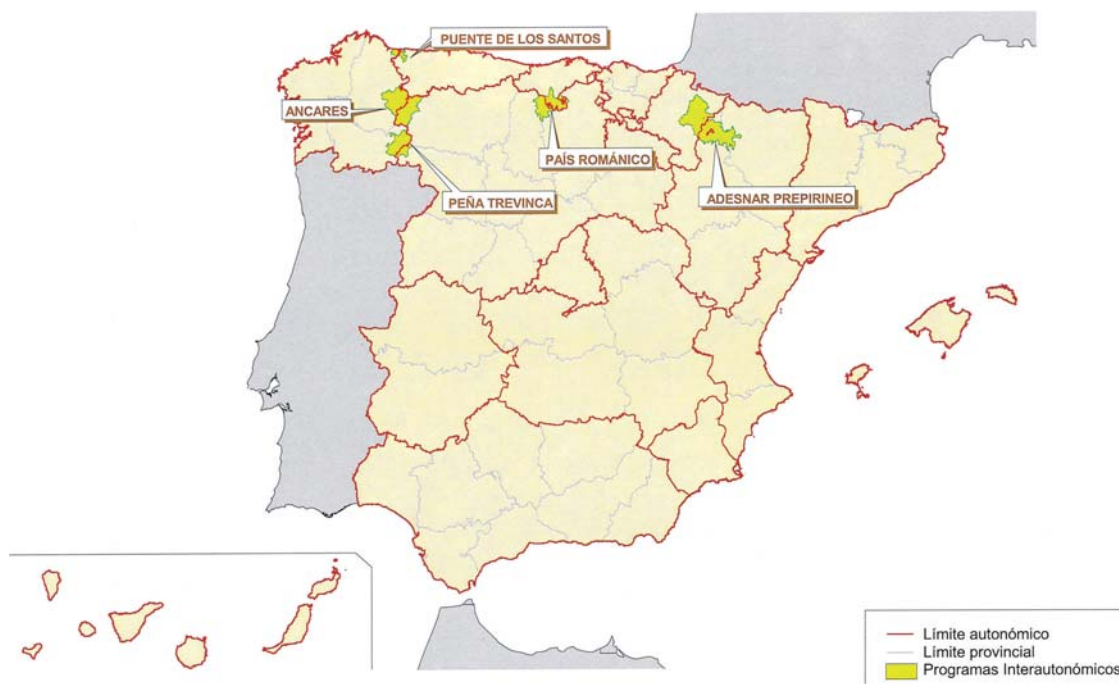 PUENTE DE LOS SANTOS
ANCARES
PAÍS ROMÁNICO
PEÑA TREVINCA
ADESNAR PREPIRINEO
Límite autonómico
Límite provincial
Programas Interautonómicos